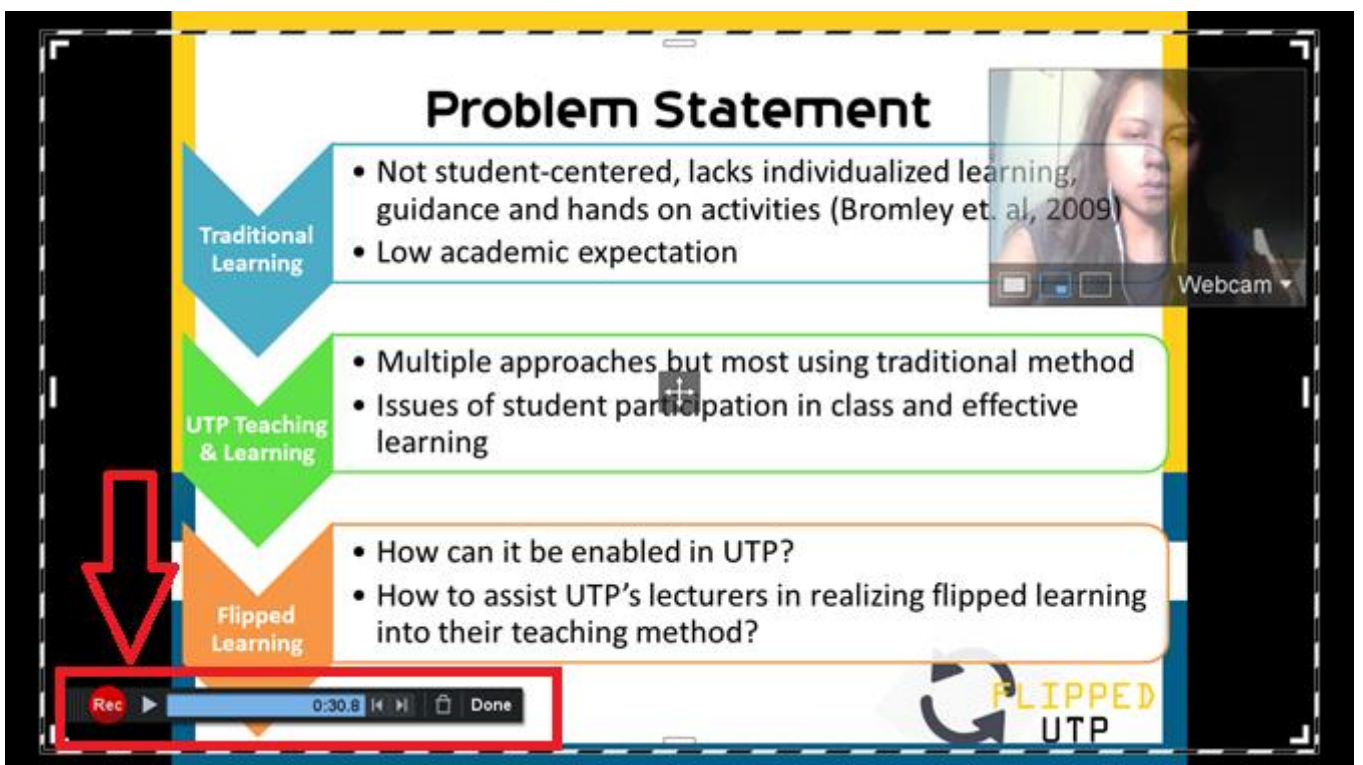 Problem Statement
Traditional
Learning
• Not student-centered, lacks individualized learning,
guidance and hands on activities (Bromley et. al, 2009)
• Low academic expectation
Webcam
UTP Teaching
& Learning
• Multiple approaches but most using traditional method
• Issues of student participation in class and effective
learning
Flipped
Learning
• How can it be enabled in UTP?
• How to assist UTP's lecturers in realizing flipped learning
into their teaching method?
Rec 0:30.8 Done
FLIPPED
UTP